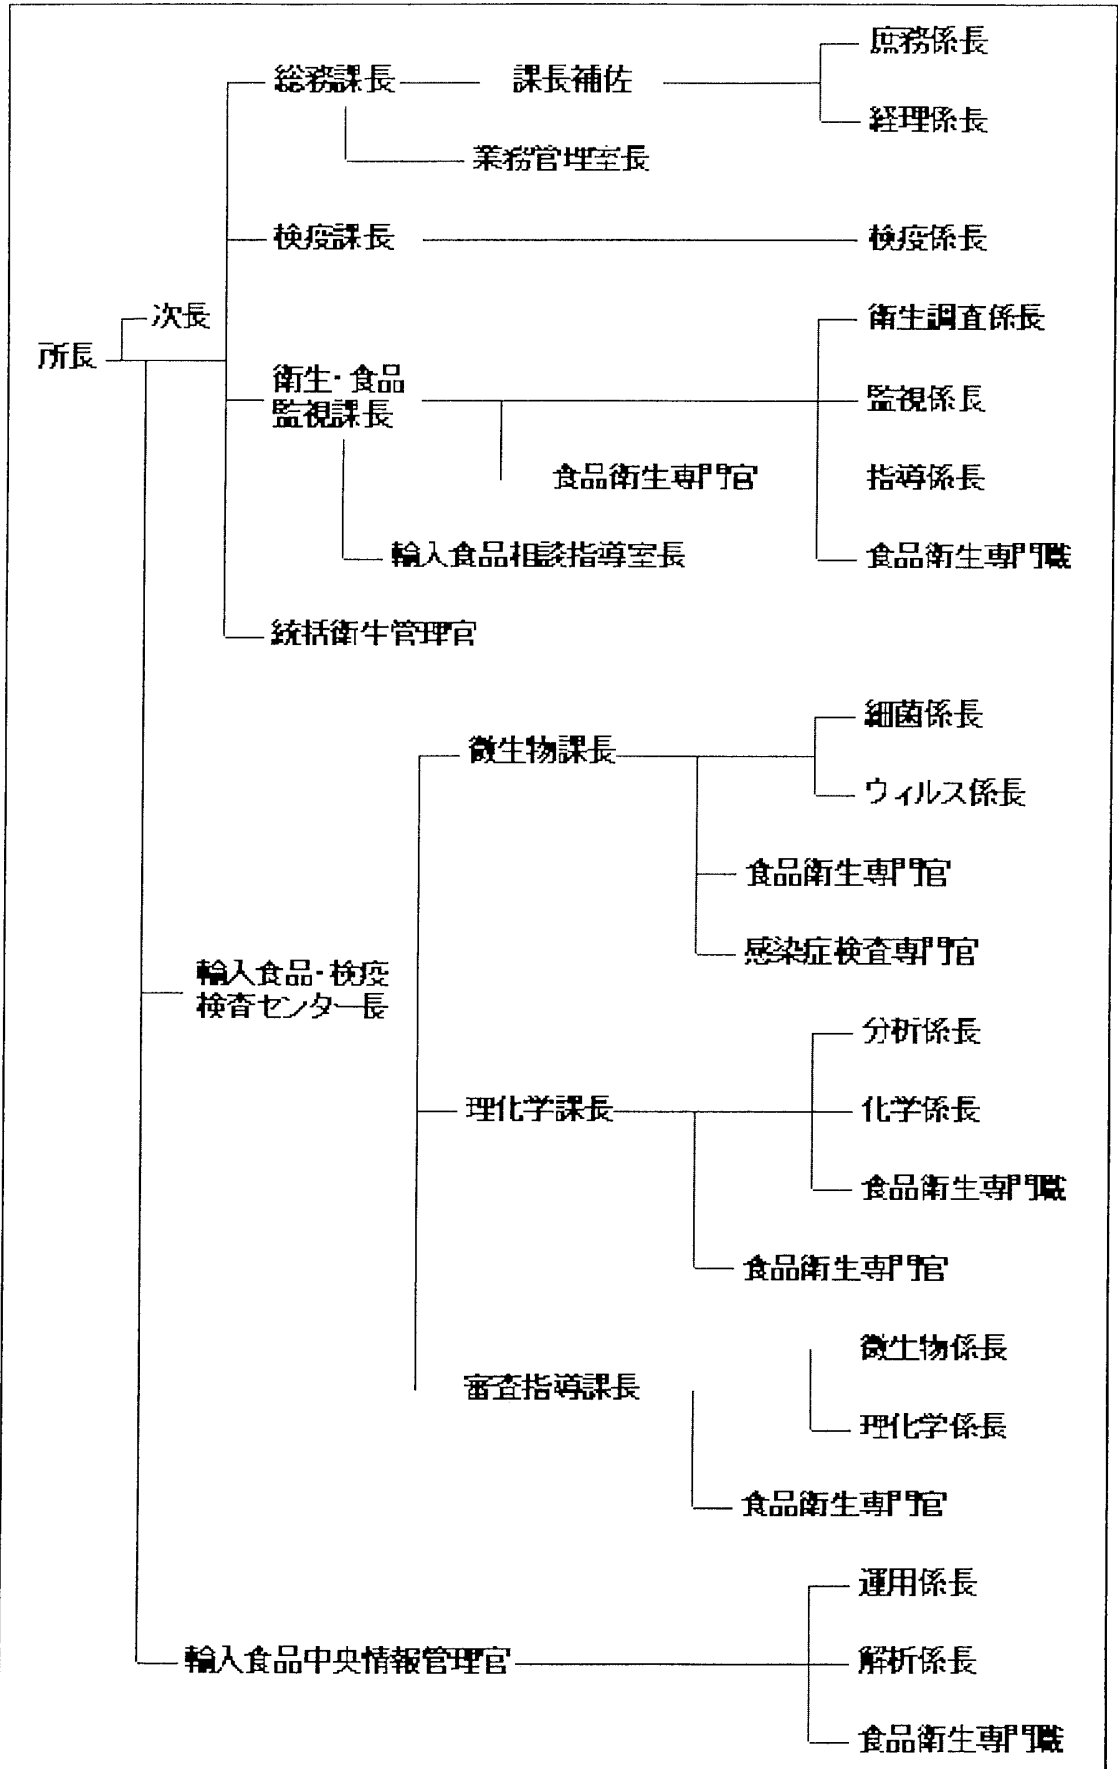 庶務係長
総務課長
課長補佐
経理係長
業務管理室長
検疫課長
検疫係長
次長
衛生調査係長
所長
衛生・食品
監視課長
監視係長
食品衛生専門官
指導係長
輸入食品相談指導室長
食品衛生専門職
統括衛生管理官
細菌係長
微生物課長
ウィルス係長
食品衛生専門官
感染症検査専門官
輸入食品・検疫
検査センター長
分析係長
理化学課長
化学係長
食品衛生専門職
食品衛生専門官
微生物係長
審査指導課長
理化学係長
食品衛生専門官
運用係長
輸入食品中央情報管理官
解析係長
食品衛生専門職